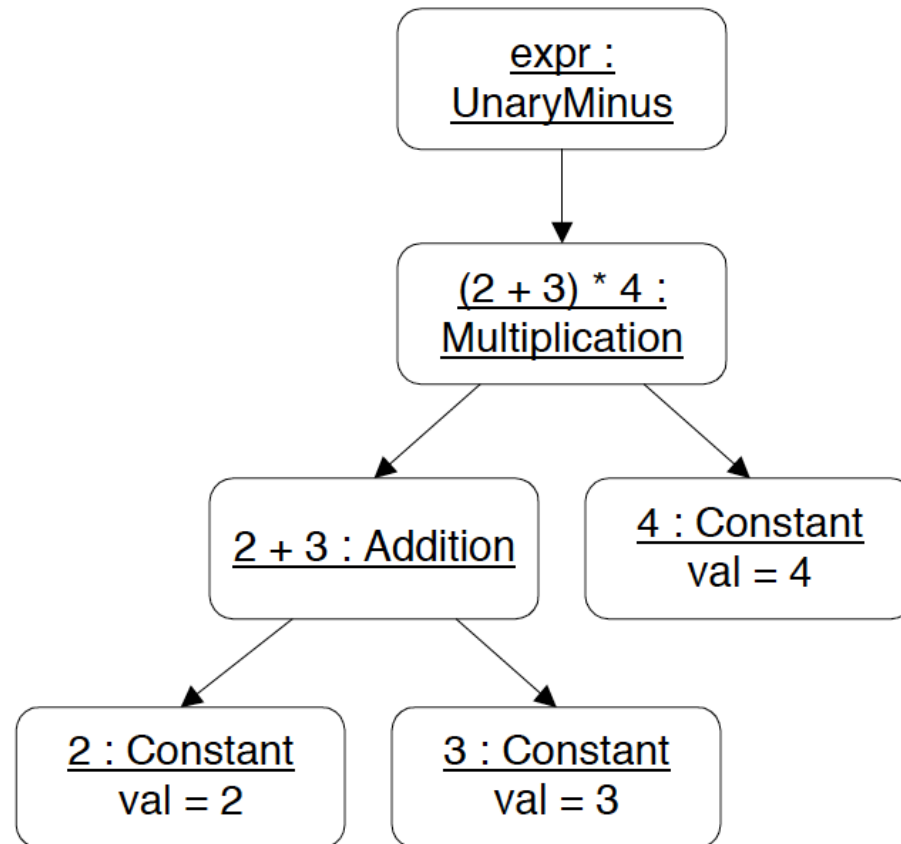 expr :
UnaryMinus
(2 + 3) * 4 :
Multiplication
2 + 3 : Addition
4 : Constant
val = 4
2 : Constant
val = 2
3 : Constant
val = 3